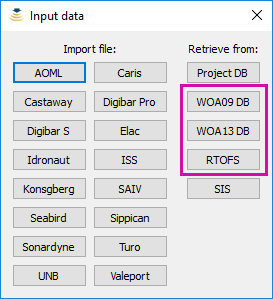 Input data
Import file: Retrieve from:
AOML Caris Project DB
Castaway Digibar Pro WOA09 DB
Digibar S Elac WOA13 DB
Idronaut ISS RTOFS
Konsgberg SAIV SIS
Seabird Sippican
Sonardyne Turo
UNB Valeport